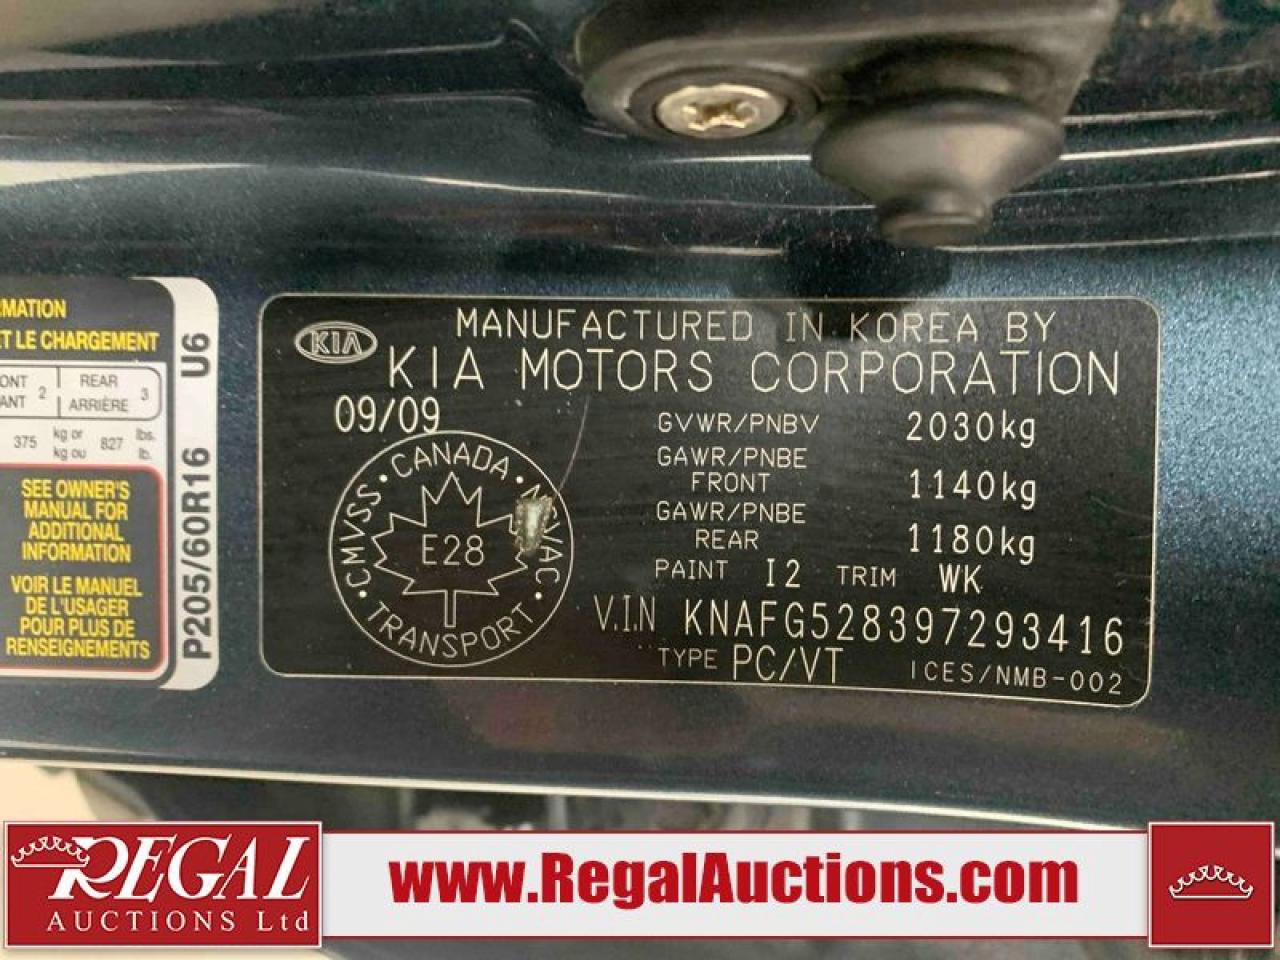 RMATION
ET LE CHARGEMENT
ONT 2 REAR 3
ANT ARRIÈRE
375 kg or 827 lbs.
kg ou lb.
SEE OWNER'S
MANUAL FOR
ADDITIONAL
INFORMATION
VOIR LE MANUEL
DE L'USAGER
POUR PLUS DE
RENSEIGNEMENTS
P205/60R16 U6
KIA
MANUFACTURED IN KOREA BY
KIA MOTORS CORPORATION
09/09
GVWR/PNBV 2030kg
GAWR/PNBE
FRONT 1140kg
GAWR/PNBE
REAR 1180kg
PAINT I2 TRIM WK
V.I.N KNAFG528397293416
TYPE PC/VT ICES/NMB-002
CANADA
CMVSS
E28
TRANSPORT
REGAL
AUCTIONS Ltd
www.RegalAuctions.com